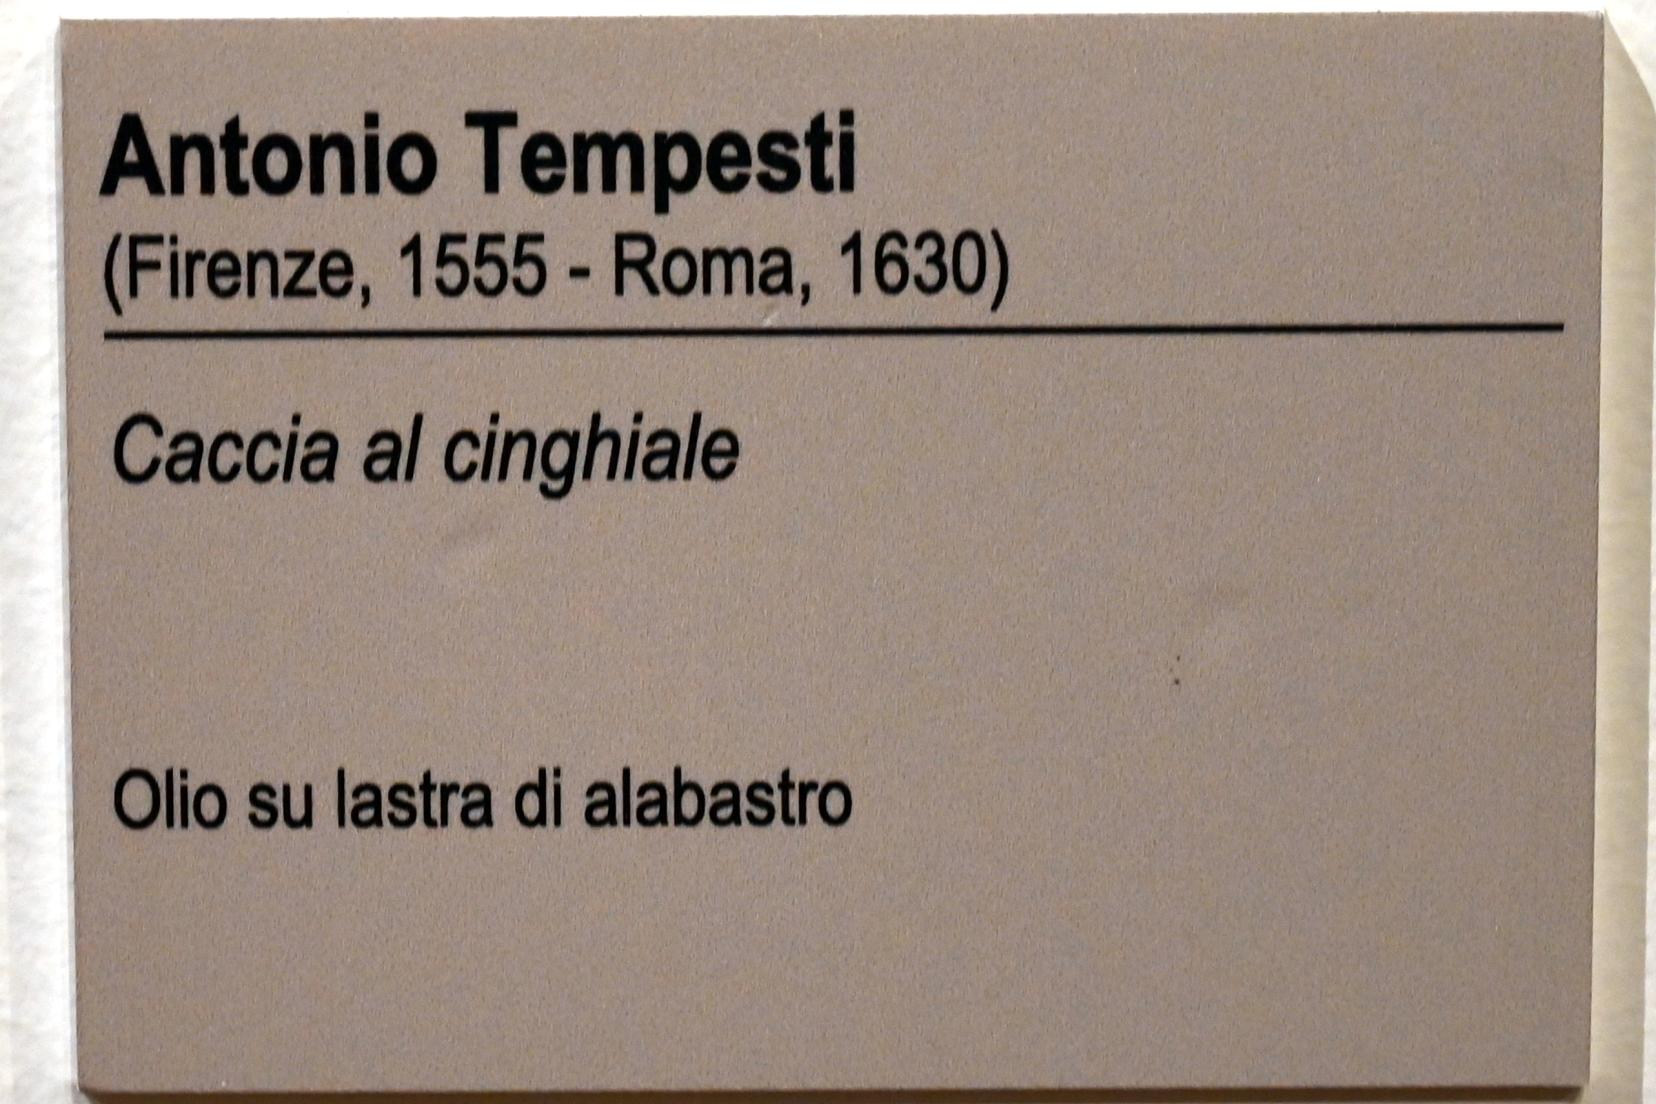 Antonio Tempesti
(Firenze, 1555 - Roma, 1630)
Caccia al cinghiale
Olio su lastra di alabastro